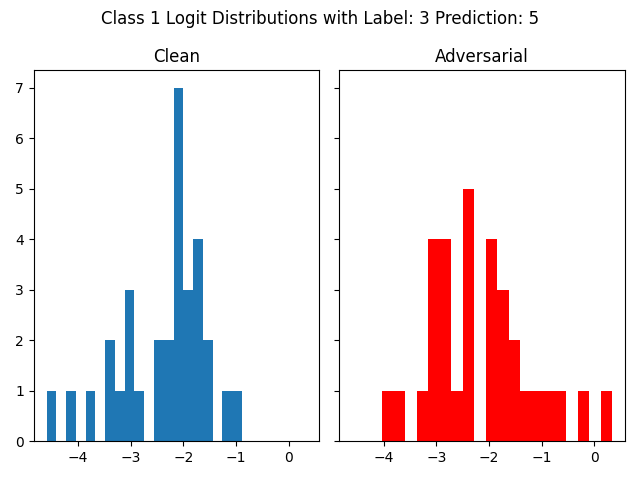 Class 1 Logit Distributions with Label: 3 Prediction: 5
Clean
Adversarial
7
6
5
4
3
2
1
0
−4 −3 −2 −1 0
−4 −3 −2 −1 0